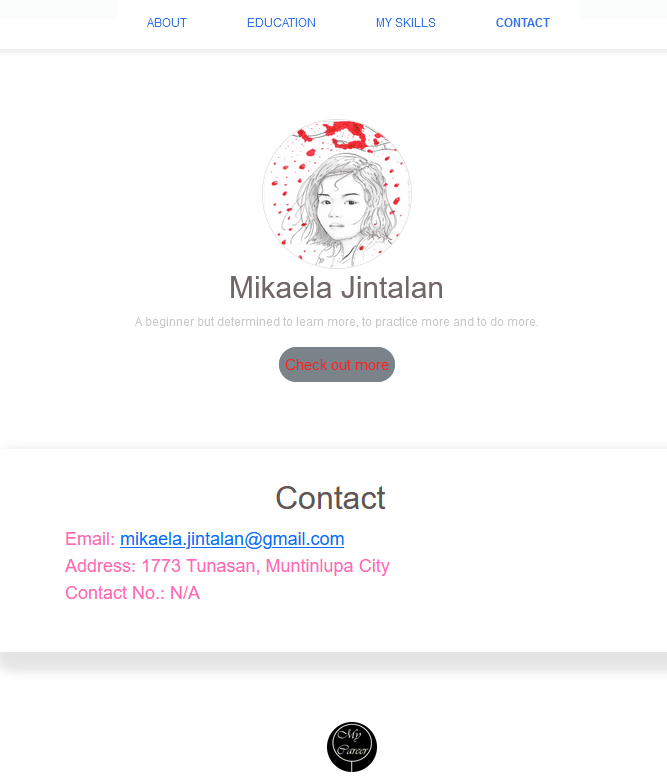 ABOUT EDUCATION MY SKILLS CONTACT
Mikaela Jintalan
A beginner but determined to learn more, to practice more and to do more.
Check out more
Contact
Email: mikaela.jintalan@gmail.com
Address: 1773 Tunasan, Muntinlupa City
Contact No.: N/A
My
Career